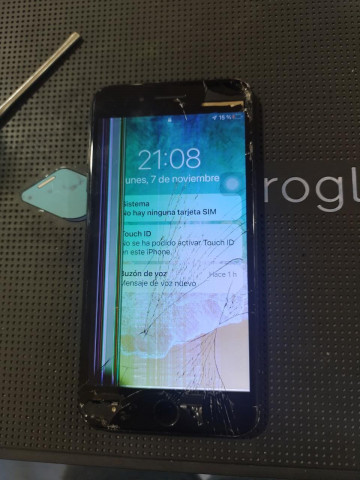 16 %
21:08
unes, 7 de noviembre
Sistema
No hay ninguna tarjeta SIM
Touch ID
No se ha podido activar Touch ID
en este iPhone.
Buzón de voz Hace 1 h
Mensaje de voz nuevo
rogl